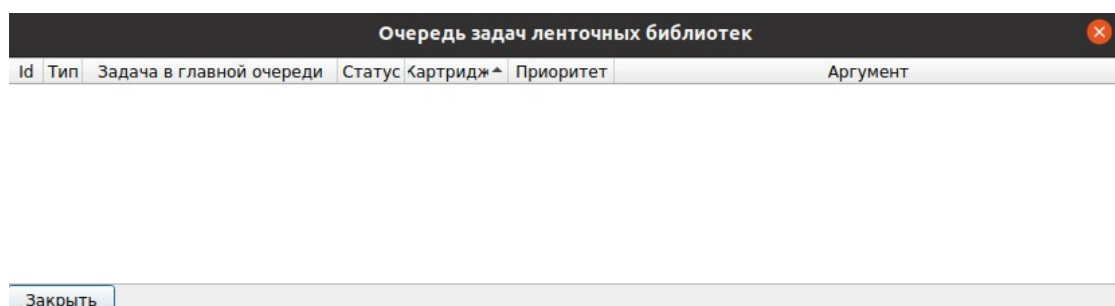 Очередь задач ленточных библиотек
Id Тип Задача в главной очереди Статус Картридж Приоритет Аргумент
Закрыть